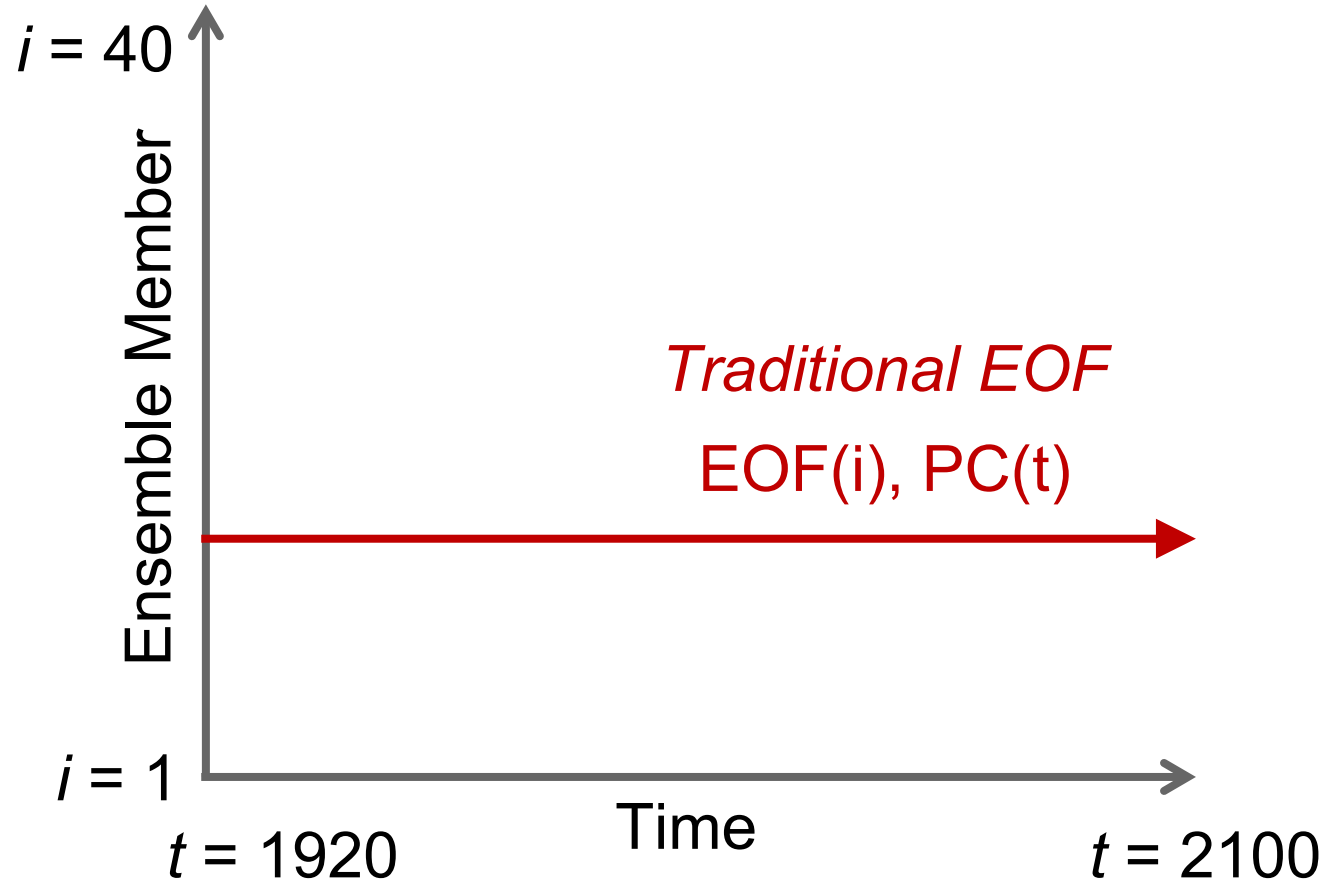 i = 40
Ensemble Member
Traditional EOF
EOF(i), PC(t)
i = 1
Time
t = 1920
t = 2100